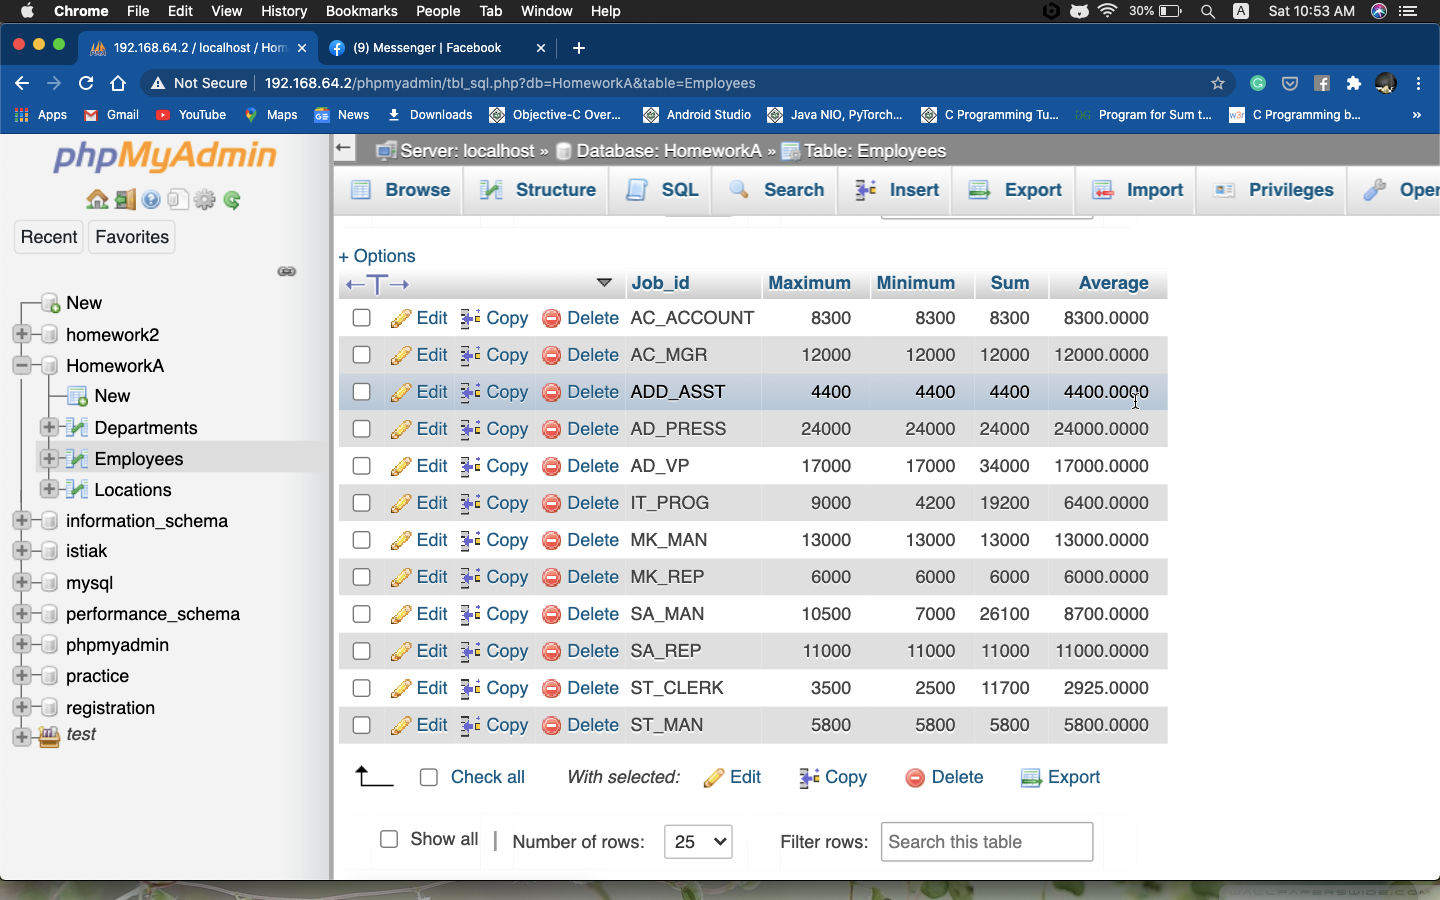 Chrome File Edit View History Bookmarks People Tab Window Help 30% A Sat 10:53 AM
192.168.64.2 / localhost / Hom (9) Messenger | Facebook
Not Secure 192.168.64.2/phpmyadmin/tbl_sql.php?db=HomeworkA&table=Employees
Apps Gmail YouTube Maps News Downloads Objective-C Over... Android Studio Java NIO, PyTorch... C Programming Tu... Program for Sum t... w3r C Programming b... »
phpMyAdmin
Recent Favorites
New
homework2
HomeworkA
New
Departments
Employees
Locations
information_schema
istiak
mysql
performance_schema
phpmyadmin
practice
registration
test
Server: localhost » Database: HomeworkA » Table: Employees
Browse Structure SQL Search Insert Export Import Privileges Oper
+ Options
←T→ Job_id Maximum Minimum Sum Average
Edit Copy Delete AC_ACCOUNT 8300 8300 8300 8300.0000
Edit Copy Delete AC_MGR 12000 12000 12000 12000.0000
Edit Copy Delete ADD_ASST 4400 4400 4400 4400.0000
Edit Copy Delete AD_PRESS 24000 24000 24000 24000.0000
Edit Copy Delete AD_VP 17000 17000 34000 17000.0000
Edit Copy Delete IT_PROG 9000 4200 19200 6400.0000
Edit Copy Delete MK_MAN 13000 13000 13000 13000.0000
Edit Copy Delete MK_REP 6000 6000 6000 6000.0000
Edit Copy Delete SA_MAN 10500 7000 26100 8700.0000
Edit Copy Delete SA_REP 11000 11000 11000 11000.0000
Edit Copy Delete ST_CLERK 3500 2500 11700 2925.0000
Edit Copy Delete ST_MAN 5800 5800 5800 5800.0000
Check all With selected: Edit Copy Delete Export
Show all | Number of rows: 25 Filter rows: Search this table
WALLPAPERSWIDE.COM